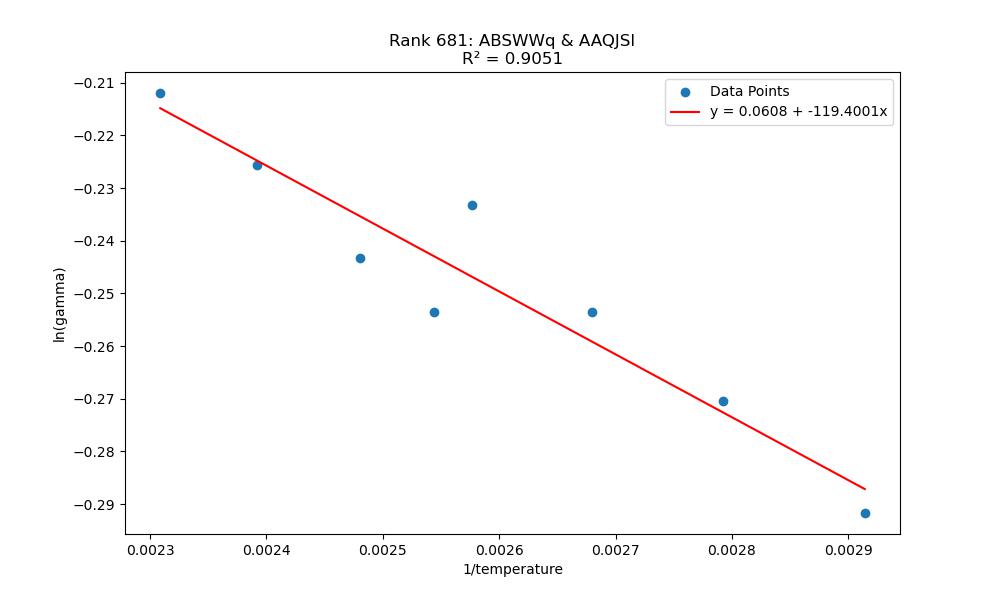 Rank 681: ABSWWq & AAQJSI
R² = 0.9051
Data Points
y = 0.0608 + -119.4001x
−0.21
−0.22
−0.23
−0.24
−0.25
−0.26
−0.27
−0.28
−0.29
ln(gamma)
0.0023 0.0024 0.0025 0.0026 0.0027 0.0028 0.0029
1/temperature